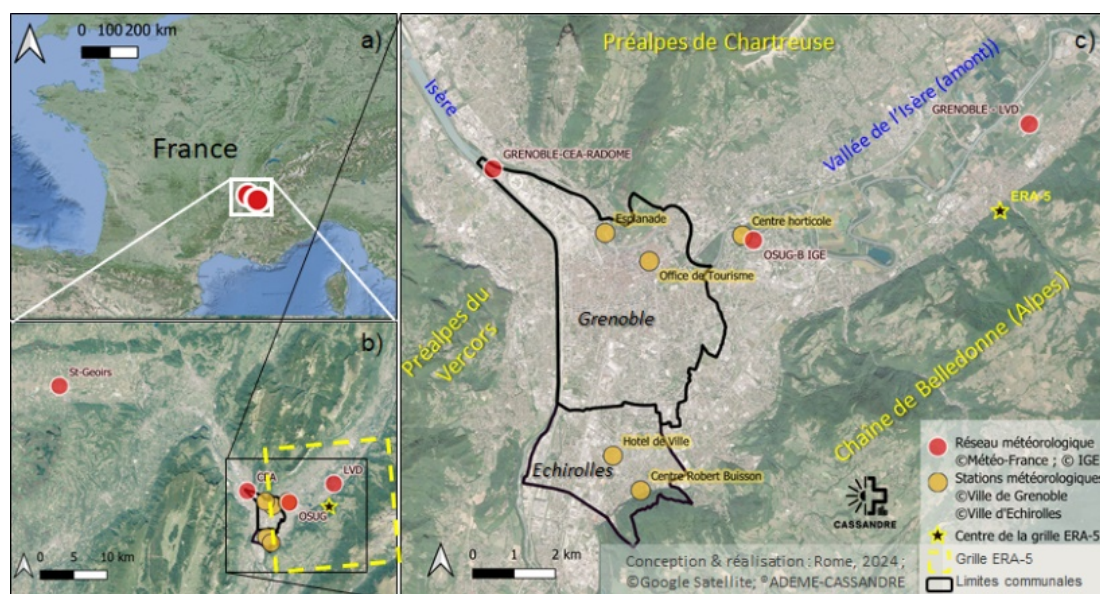 0 100 200 km
a)
France
b)
St-Geoirs
CEA
LVD
OSUG
0 5 10 km
c)
Préalpes de Chartreuse
Isère
Vallée de l'Isère (amont))
GRENOBLE - LVD
GRENOBLE-CEA-RADOME
ERA-5
Esplanade
Centre horticole
OSUG-B IGE
Office de Tourisme
Préalpes du
Vercors
Grenoble
Chaîne de Belledonne (Alpes)
Hotel de Ville
Echirolles
Centre Robert Buisson
CASSANDRE
Réseau météorologique
©Météo-France ; © IGE
Stations météorologiques
©Ville de Grenoble
©Ville d'Echirolles
Centre de la grille ERA-5
Grille ERA-5
Limites communales
0 1 2 km
Conception & réalisation : Rome, 2024 ;
©Google Satellite; °ADEME-CASSANDRE